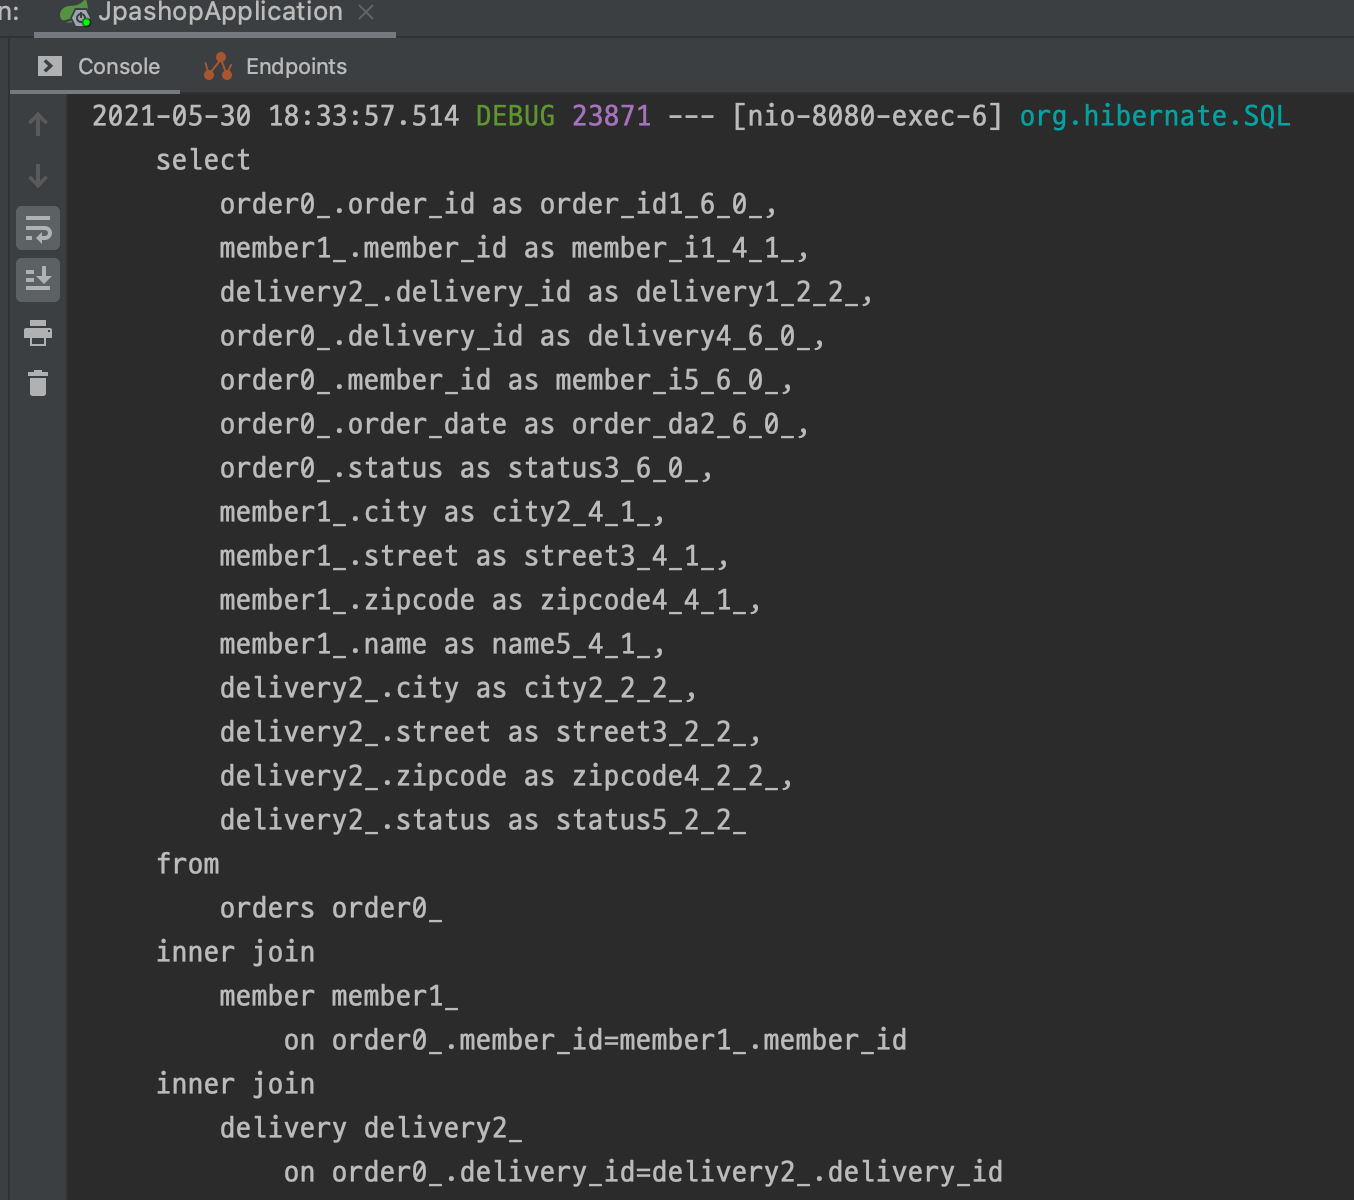 n:
JpashopApplication
Console
Endpoints
2021-05-30 18:33:57.514 DEBUG 23871 --- [nio-8080-exec-6] org.hibernate.SQL
select
order0_.order_id as order_id1_6_0_,
member1_.member_id as member_i1_4_1_,
delivery2_.delivery_id as delivery1_2_2_,
order0_.delivery_id as delivery4_6_0_,
order0_.member_id as member_i5_6_0_,
order0_.order_date as order_da2_6_0_,
order0_.status as status3_6_0_,
member1_.city as city2_4_1_,
member1_.street as street3_4_1_,
member1_.zipcode as zipcode4_4_1_,
member1_.name as name5_4_1_,
delivery2_.city as city2_2_2_,
delivery2_.street as street3_2_2_,
delivery2_.zipcode as zipcode4_2_2_,
delivery2_.status as status5_2_2_
from
orders order0_
inner join
member member1_
on order0_.member_id=member1_.member_id
inner join
delivery delivery2_
on order0_.delivery_id=delivery2_.delivery_id